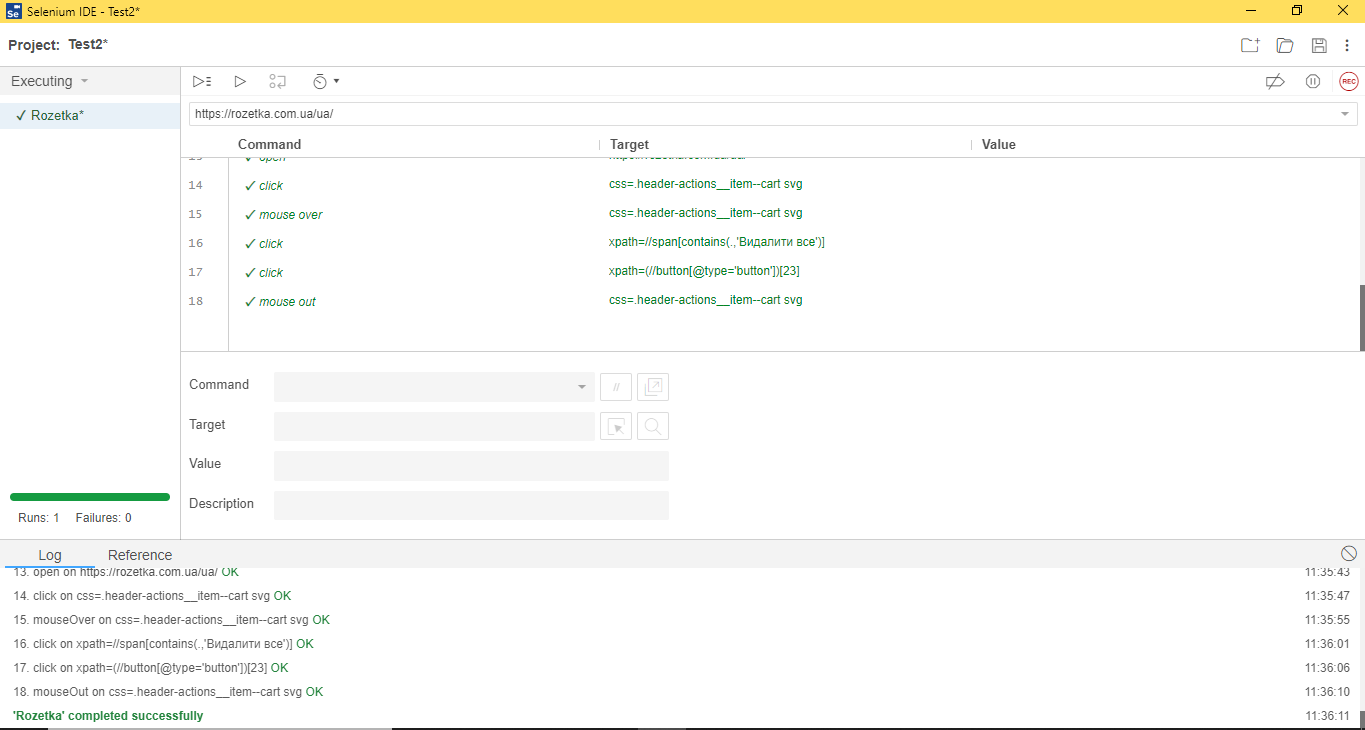 Selenium IDE - Test2*
Project: Test2*
Executing
REC
✓ Rozetka*
https://rozetka.com.ua/ua/
Command Target Value
13 ✓ open https://rozetka.com.ua/ua/
14 ✓ click css=.header-actions__item--cart svg
15 ✓ mouse over css=.header-actions__item--cart svg
16 ✓ click xpath=//span[contains(.,'Видалити все')]
17 ✓ click xpath=(//button[@type='button'])[23]
18 ✓ mouse out css=.header-actions__item--cart svg
Command //
Target
Value
Description
Runs: 1 Failures: 0
Log Reference
13. open on https://rozetka.com.ua/ua/ OK 11:35:43
14. click on css=.header-actions__item--cart svg OK 11:35:47
15. mouseOver on css=.header-actions__item--cart svg OK 11:35:55
16. click on xpath=//span[contains(.,'Видалити все')] OK 11:36:01
17. click on xpath=(//button[@type='button'])[23] OK 11:36:06
18. mouseOut on css=.header-actions__item--cart svg OK 11:36:10
'Rozetka' completed successfully 11:36:11